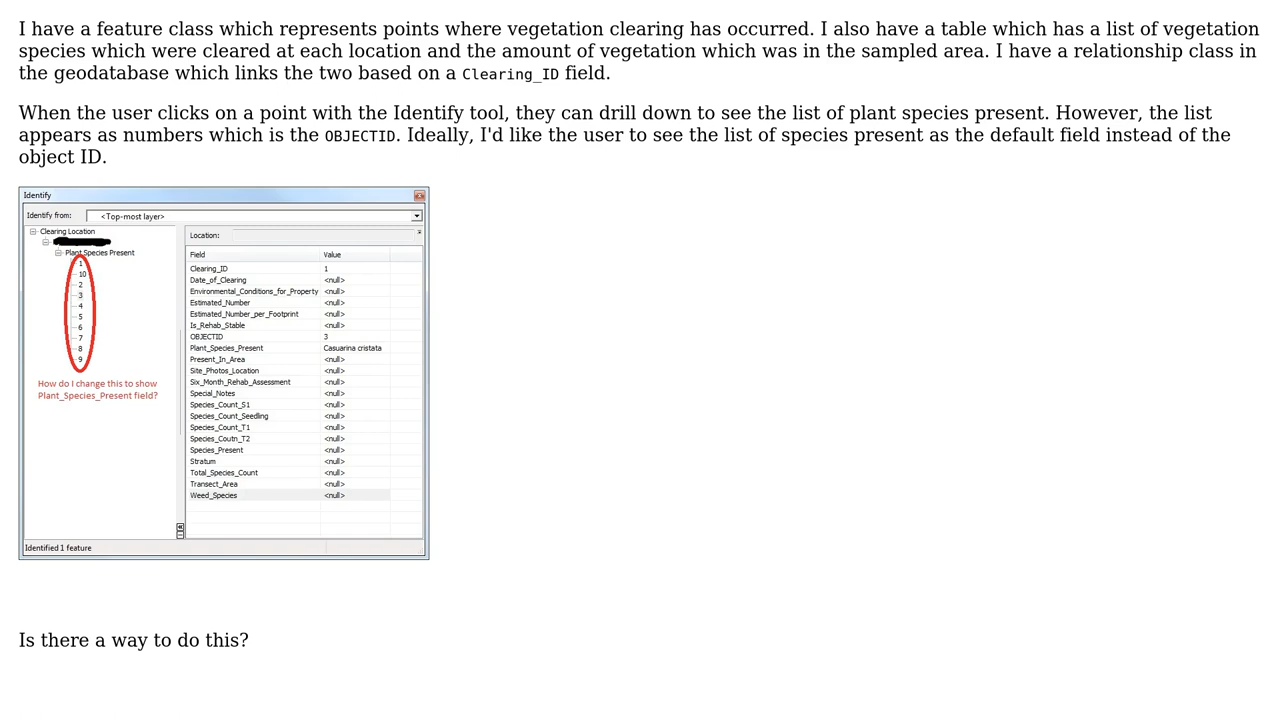 I have a feature class which represents points where vegetation clearing has occurred. I also have a table which has a list of vegetation
species which were cleared at each location and the amount of vegetation which was in the sampled area. I have a relationship class in
the geodatabase which links the two based on a Clearing_ID field.
When the user clicks on a point with the Identify tool, they can drill down to see the list of plant species present. However, the list
appears as numbers which is the OBJECTID. Ideally, I'd like the user to see the list of species present as the default field instead of the
object ID.
Identify
Identify from: <Top-most layer>
Clearing Location
Plant Species Present
1
10
2
3
4
5
6
7
8
9
How do I change this to show
Plant_Species_Present field?
Location:
Field Value
Clearing_ID 1
Date_of_Clearing <null>
Environmental_Conditions_for_Property <null>
Estimated_Number <null>
Estimated_Number_per_Footprint <null>
Is_Rehab_Stable <null>
OBJECTID 3
Plant_Species_Present Casuarina cristata
Present_In_Area <null>
Site_Photos_Location <null>
Six_Month_Rehab_Assessment <null>
Special_Notes <null>
Species_Count_S1 <null>
Species_Count_Seedling <null>
Species_Count_T1 <null>
Species_Coutn_T2 <null>
Species_Present <null>
Stratum <null>
Total_Species_Count <null>
Transect_Area <null>
Weed_Species <null>
Identified 1 feature
Is there a way to do this?